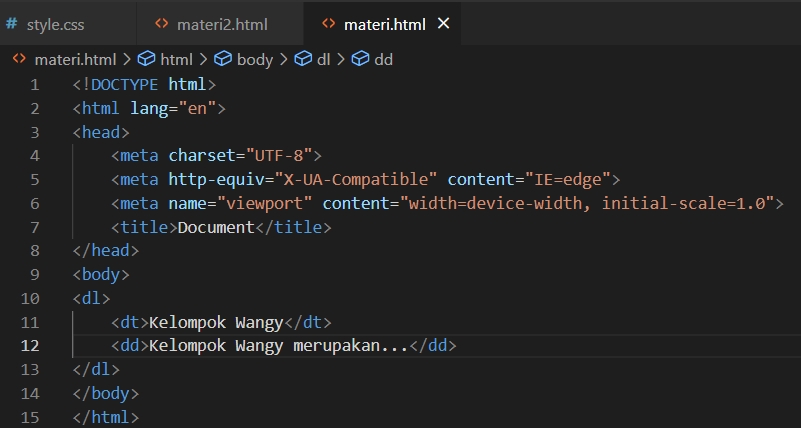 # style.css <> materi2.html <> materi.html ×
<> materi.html > html > body > dl > dd
1 <!DOCTYPE html>
2 <html lang="en">
3 <head>
4     <meta charset="UTF-8">
5     <meta http-equiv="X-UA-Compatible" content="IE=edge">
6     <meta name="viewport" content="width=device-width, initial-scale=1.0">
7     <title>Document</title>
8 </head>
9 <body>
10 <dl>
11     <dt>Kelompok Wangy</dt>
12     <dd>Kelompok Wangy merupakan...</dd>
13 </dl>
14 </body>
15 </html>